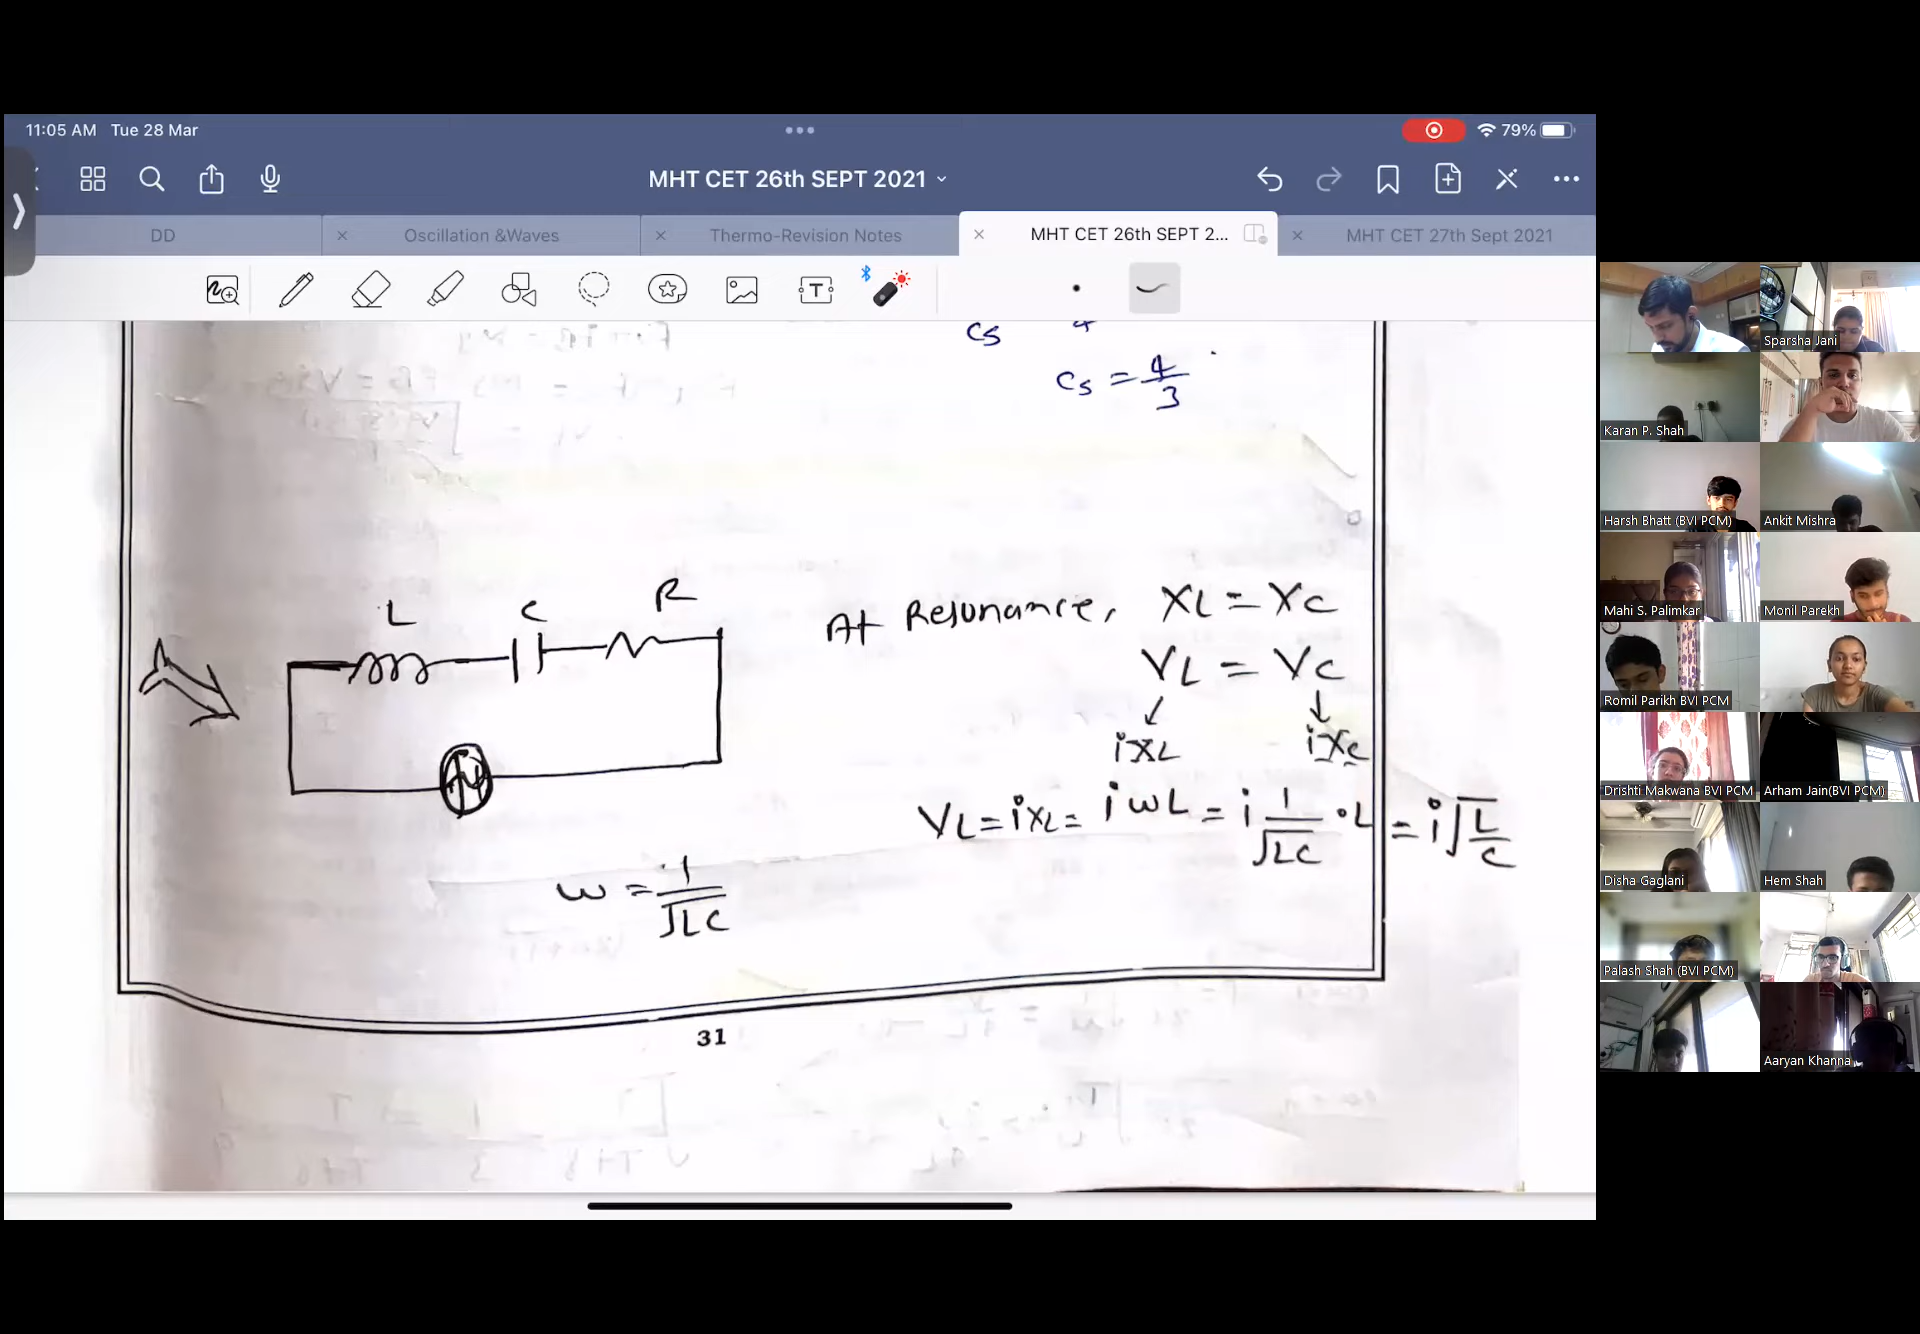 11:05 AM Tue 28 Mar
79%
MHT CET 26th SEPT 2021
DD
Oscillation &Waves
Thermo-Revision Notes
MHT CET 26th SEPT 2...
MHT CET 27th Sept 2021
T
Cs 4
Cs = 4/3
L C R
At Resonance, XL = XC
VL = VC
iXL iXC
VL = iXL = iωL = i 1/√LC · L = i√L/C
ω = 1/√LC
31
Sparsha Jani
Karan P. Shah
Harsh Bhatt (BVI PCM)
Ankit Mishra
Mahi S. Palimkar
Monil Parekh
Romil Parikh BVI PCM
Drishti Makwana BVI PCM
Arham Jain(BVI PCM)
Disha Gaglani
Hem Shah
Palash Shah (BVI PCM)
Aaryan Khanna